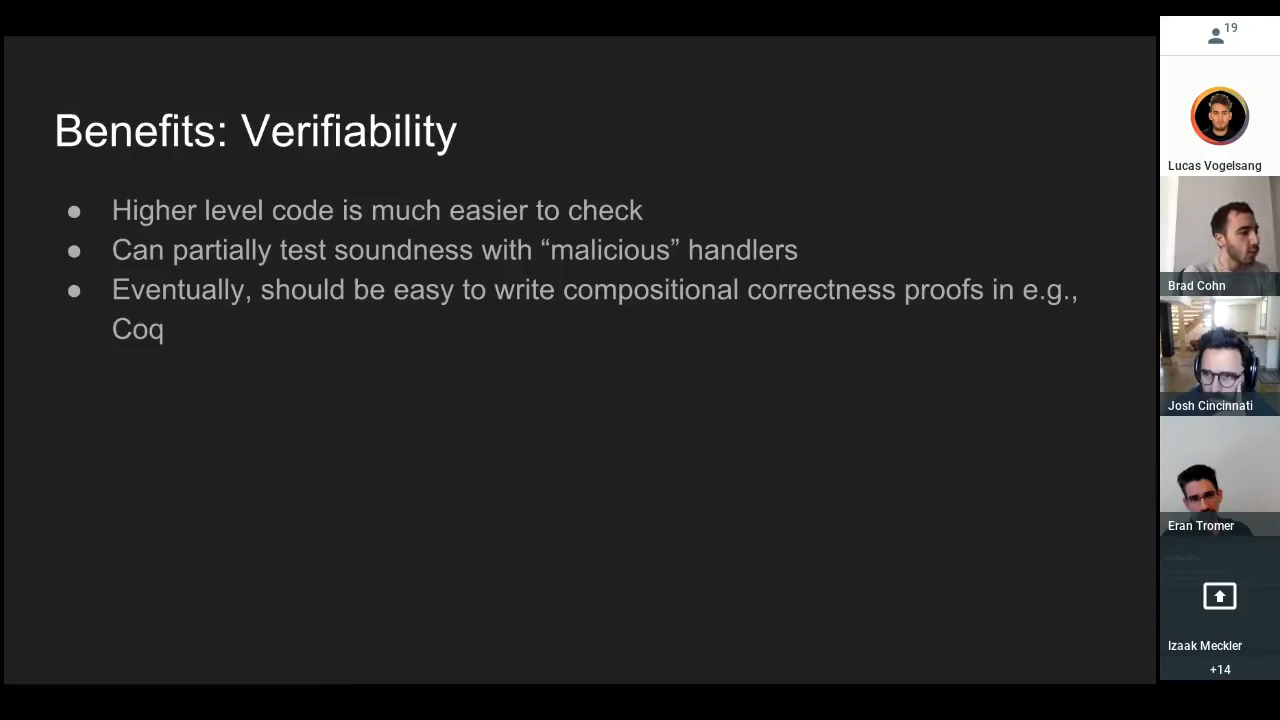 Benefits: Verifiability
● Higher level code is much easier to check
● Can partially test soundness with “malicious” handlers
● Eventually, should be easy to write compositional correctness proofs in e.g.,
Coq
19
Lucas Vogelsang
Brad Cohn
Josh Cincinnati
Eran Tromer
Izaak Meckler
+14